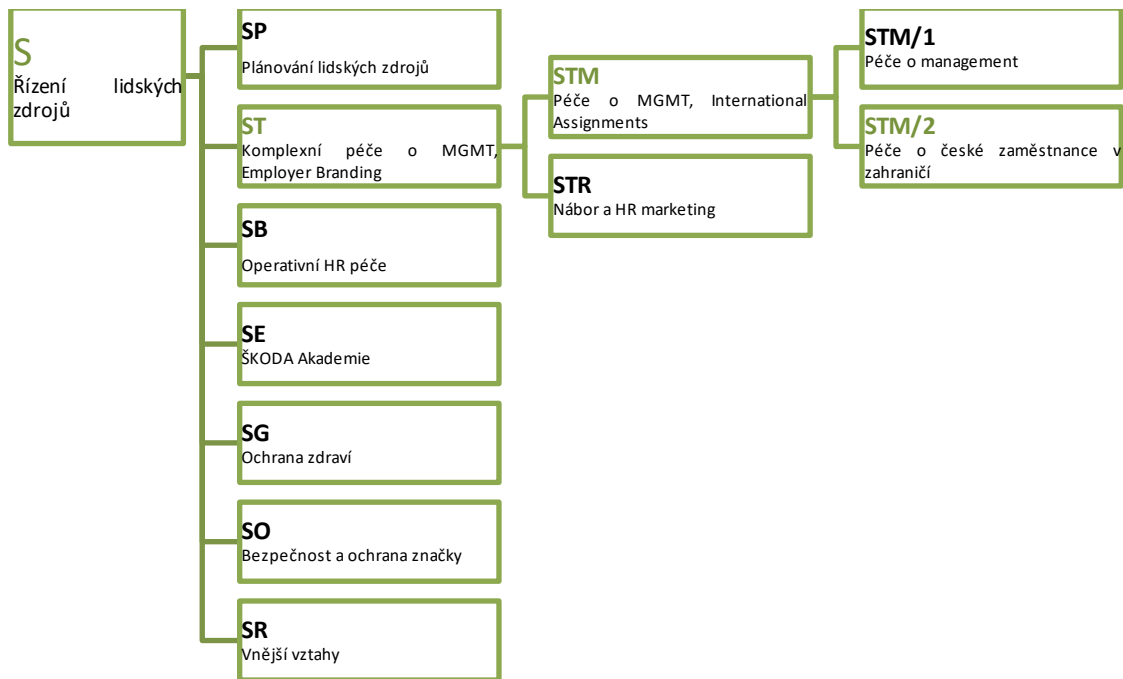 S
Řízení lidských
zdrojů
SP
Plánování lidských zdrojů
ST
Komplexní péče o MGMT,
Employer Branding
SB
Operativní HR péče
SE
ŠKODA Akademie
SG
Ochrana zdraví
SO
Bezpečnost a ochrana značky
SR
Vnější vztahy
STM
Péče o MGMT, International
Assignments
STR
Nábor a HR marketing
STM/1
Péče o management
STM/2
Péče o české zaměstnance v
zahraničí